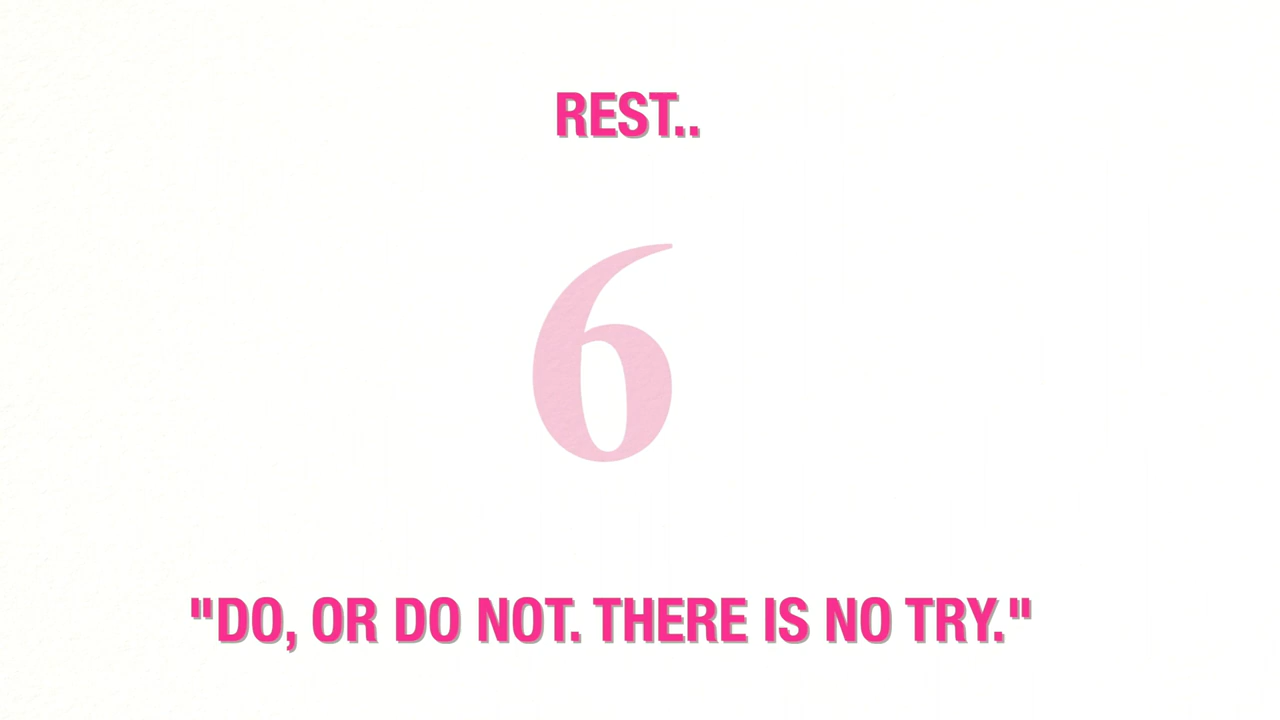 REST..
6
"DO, OR DO NOT. THERE IS NO TRY."